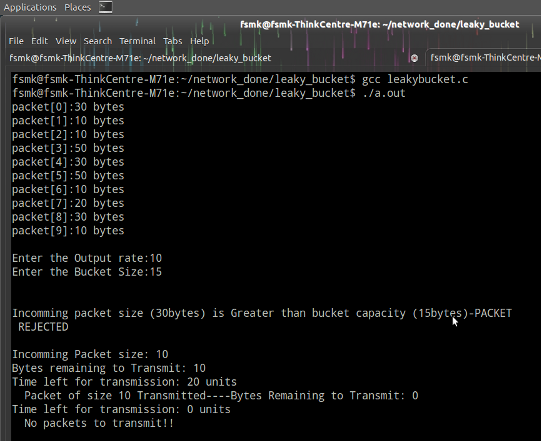 Applications Places
fsmk@fsmk-ThinkCentre-M71e: ~/network_done/leaky_bucket
File Edit View Search Terminal Tabs Help
fsmk@fsmk-ThinkCentre-M71e: ~/network_done/leaky_bucket fsmk@fsmk-ThinkCentre-M
fsmk@fsmk-ThinkCentre-M71e:~/network_done/leaky_bucket$ gcc leakybucket.c
fsmk@fsmk-ThinkCentre-M71e:~/network_done/leaky_bucket$ ./a.out
packet[0]:30 bytes
packet[1]:10 bytes
packet[2]:10 bytes
packet[3]:50 bytes
packet[4]:30 bytes
packet[5]:50 bytes
packet[6]:10 bytes
packet[7]:20 bytes
packet[8]:30 bytes
packet[9]:10 bytes
Enter the Output rate:10
Enter the Bucket Size:15
Incomming packet size (30bytes) is Greater than bucket capacity (15bytes)-PACKET
REJECTED
Incoming Packet size: 10
Bytes remaining to Transmit: 10
Time left for transmission: 20 units
Packet of size 10 Transmitted----Bytes Remaining to Transmit: 0
Time left for transmission: 0 units
No packets to transmit!!